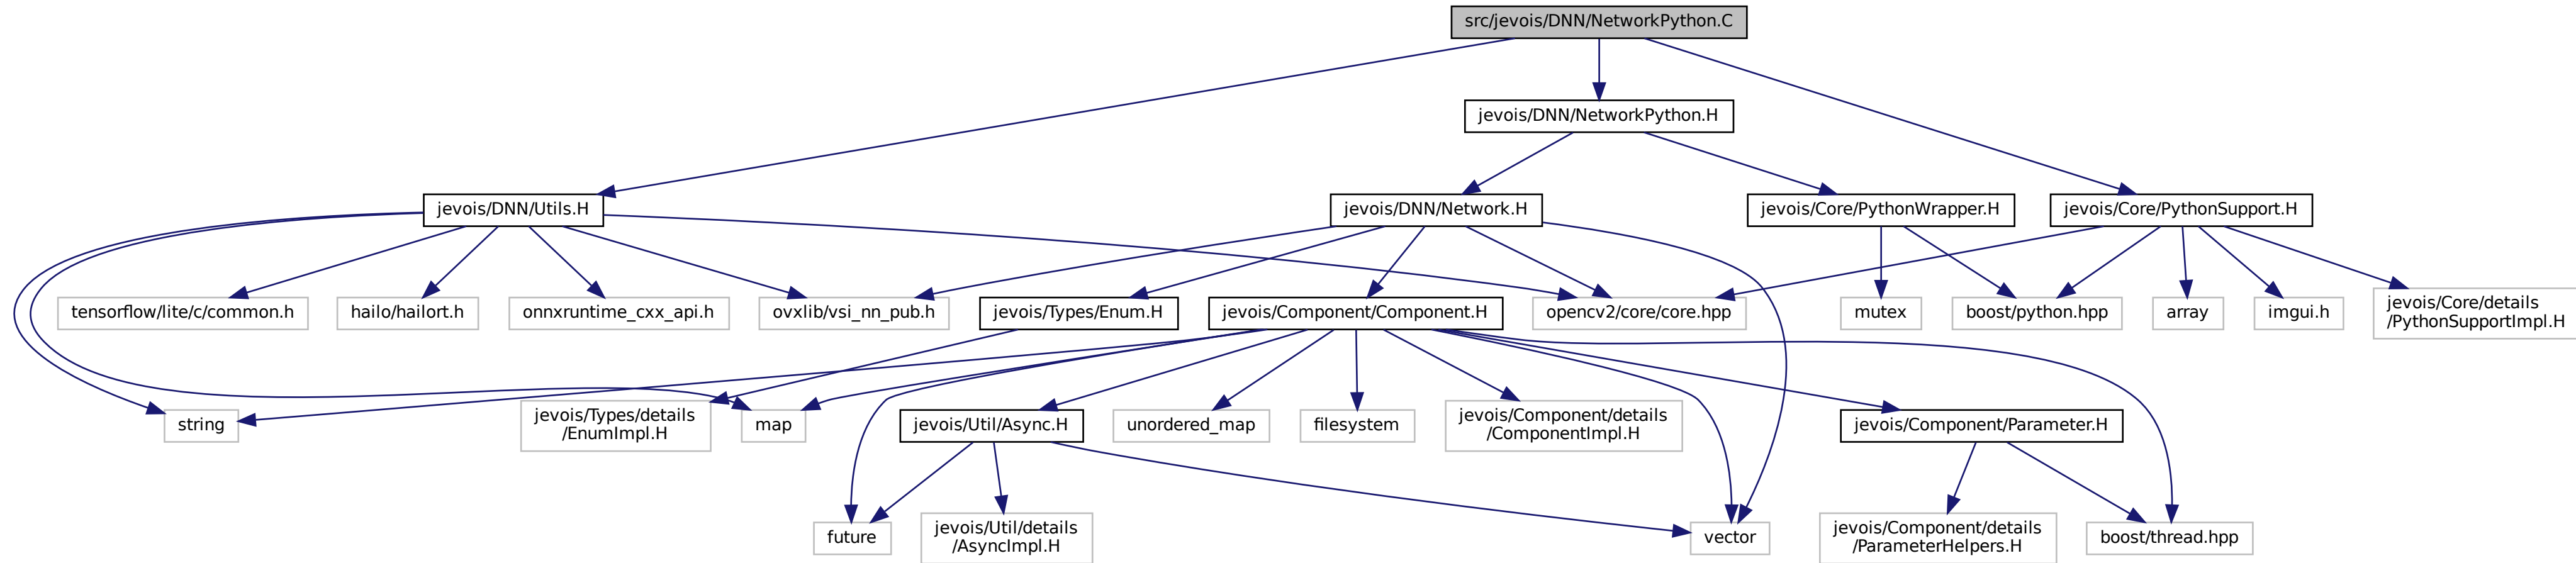 src/jevois/DNN/NetworkPython.C
jevois/DNN/NetworkPython.H
jevois/DNN/Utils.H
jevois/DNN/Network.H
jevois/Core/PythonWrapper.H
jevois/Core/PythonSupport.H
tensorflow/lite/c/common.h
hailo/hailort.h
onnxruntime_cxx_api.h
ovxlib/vsi_nn_pub.h
jevois/Types/Enum.H
jevois/Component/Component.H
opencv2/core/core.hpp
mutex
boost/python.hpp
array
imgui.h
jevois/Core/details
/PythonSupportImpl.H
string
jevois/Types/details
/EnumImpl.H
map
jevois/Util/Async.H
unordered_map
filesystem
jevois/Component/details
/ComponentImpl.H
jevois/Component/Parameter.H
future
jevois/Util/details
/AsyncImpl.H
vector
jevois/Component/details
/ParameterHelpers.H
boost/thread.hpp